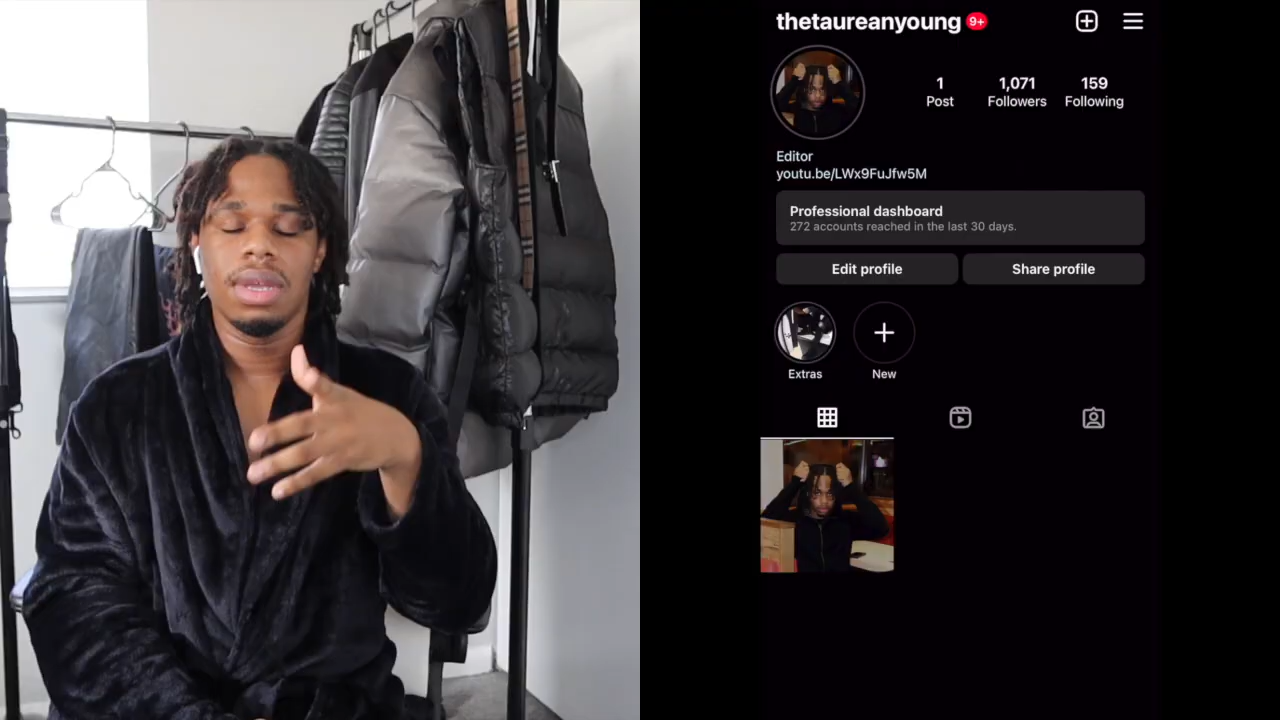 thetaureanyoung 9+
1 1,071 159
Post Followers Following
Editor
youtu.be/LWx9FuJfw5M
Professional dashboard
272 accounts reached in the last 30 days.
Edit profile Share profile
Extras New